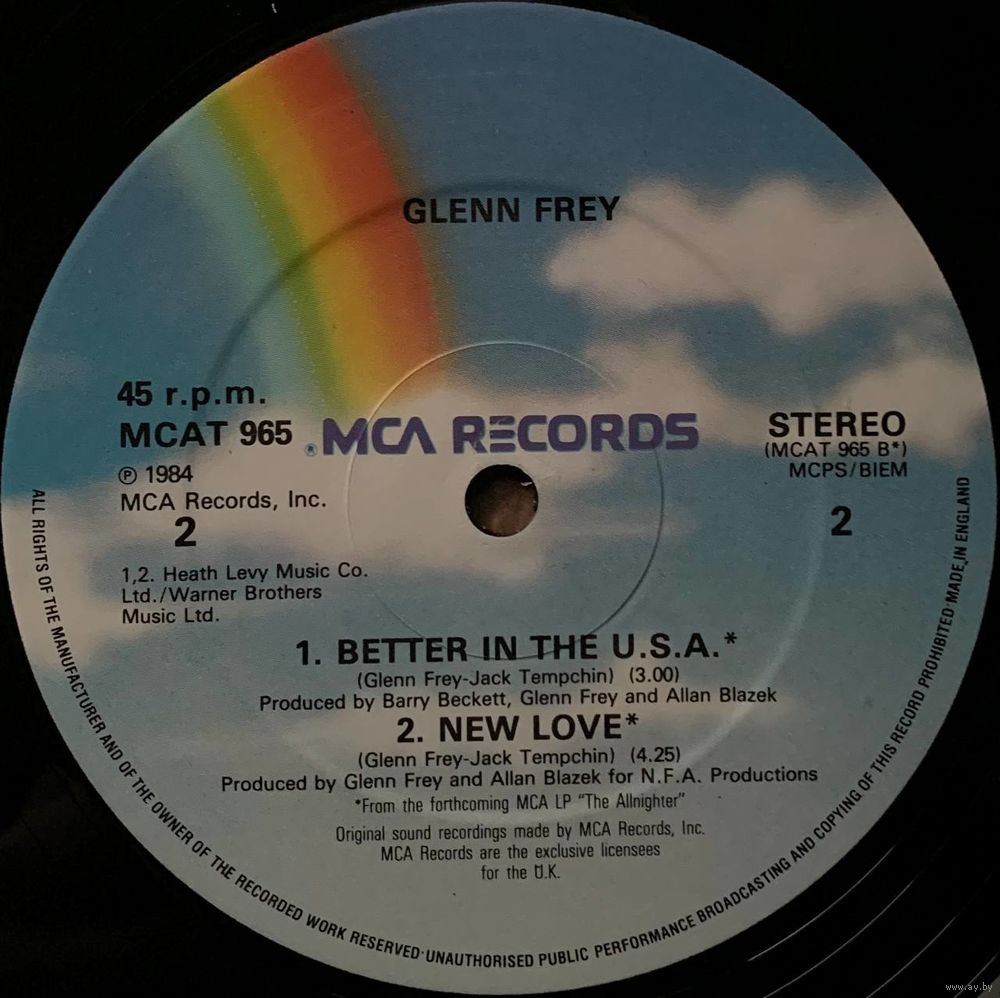 GLENN FREY
45 r.p.m.
MCAT 965
℗ 1984
MCA Records, Inc.
2
®MCA RECORDS
STEREO
(MCAT 965 B*)
MCPS/BIEM
2
1,2. Heath Levy Music Co.
Ltd./Warner Brothers
Music Ltd.
1. BETTER IN THE U.S.A.*
(Glenn Frey-Jack Tempchin) (3.00)
Produced by Barry Beckett, Glenn Frey and Allan Blazek
2. NEW LOVE*
(Glenn Frey-Jack Tempchin) (4.25)
Produced by Glenn Frey and Allan Blazek for N.F.A. Productions
*From the forthcoming MCA LP "The Allnighter"
Original sound recordings made by MCA Records, Inc.
MCA Records are the exclusive licensees
for the U.K.
ALL RIGHTS OF THE MANUFACTURER AND OF THE OWNER OF THE RECORDED WORK RESERVED·UNAUTHORISED PUBLIC PERFORMANCE BROADCASTING AND COPYING OF THIS RECORD PROHIBITED·MADE IN ENGLAND
www.ay.by